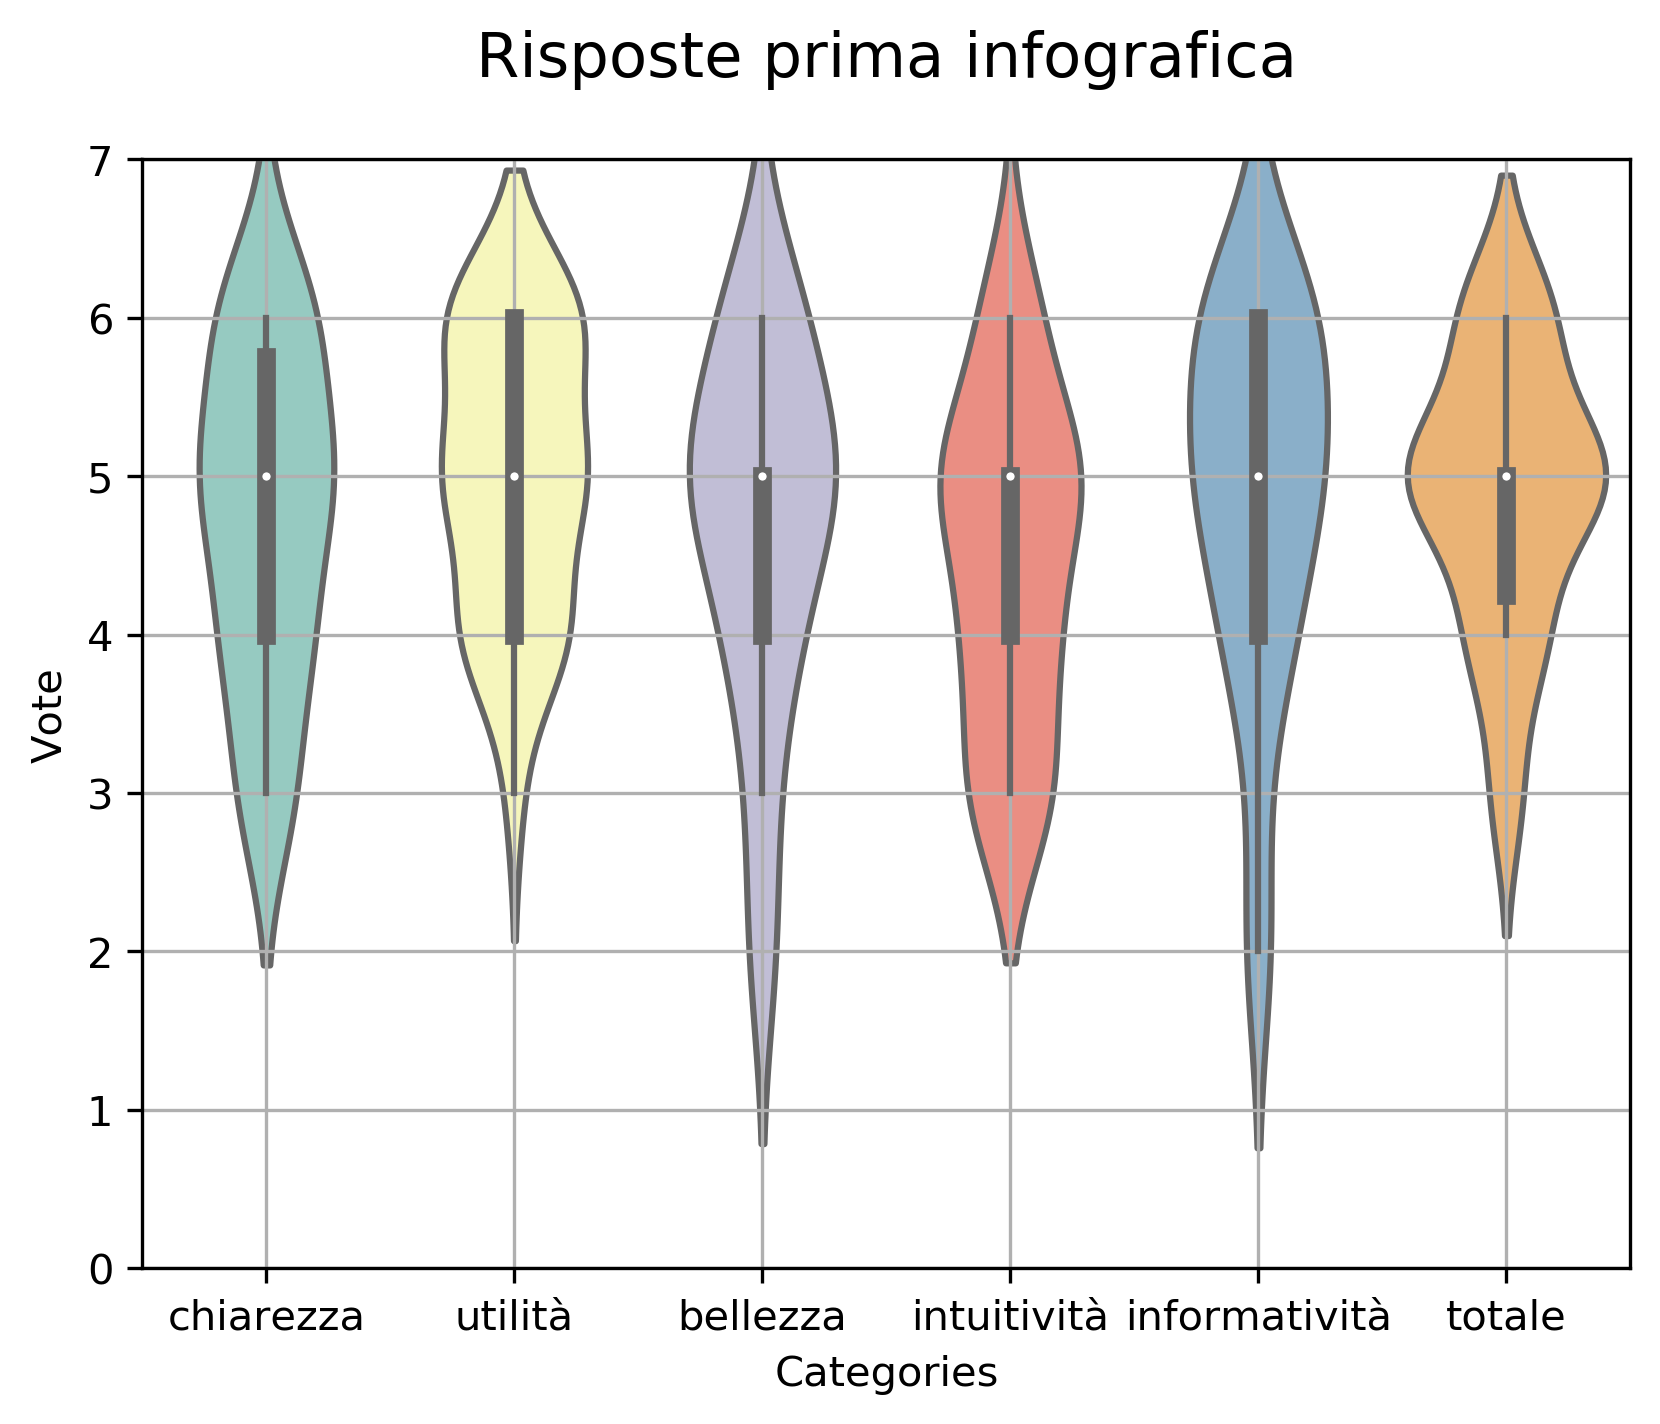 Risposte prima infografica
7
6
5
4
3
2
1
0
Vote
chiarezza utilità bellezza intuitività informatività totale
Categories